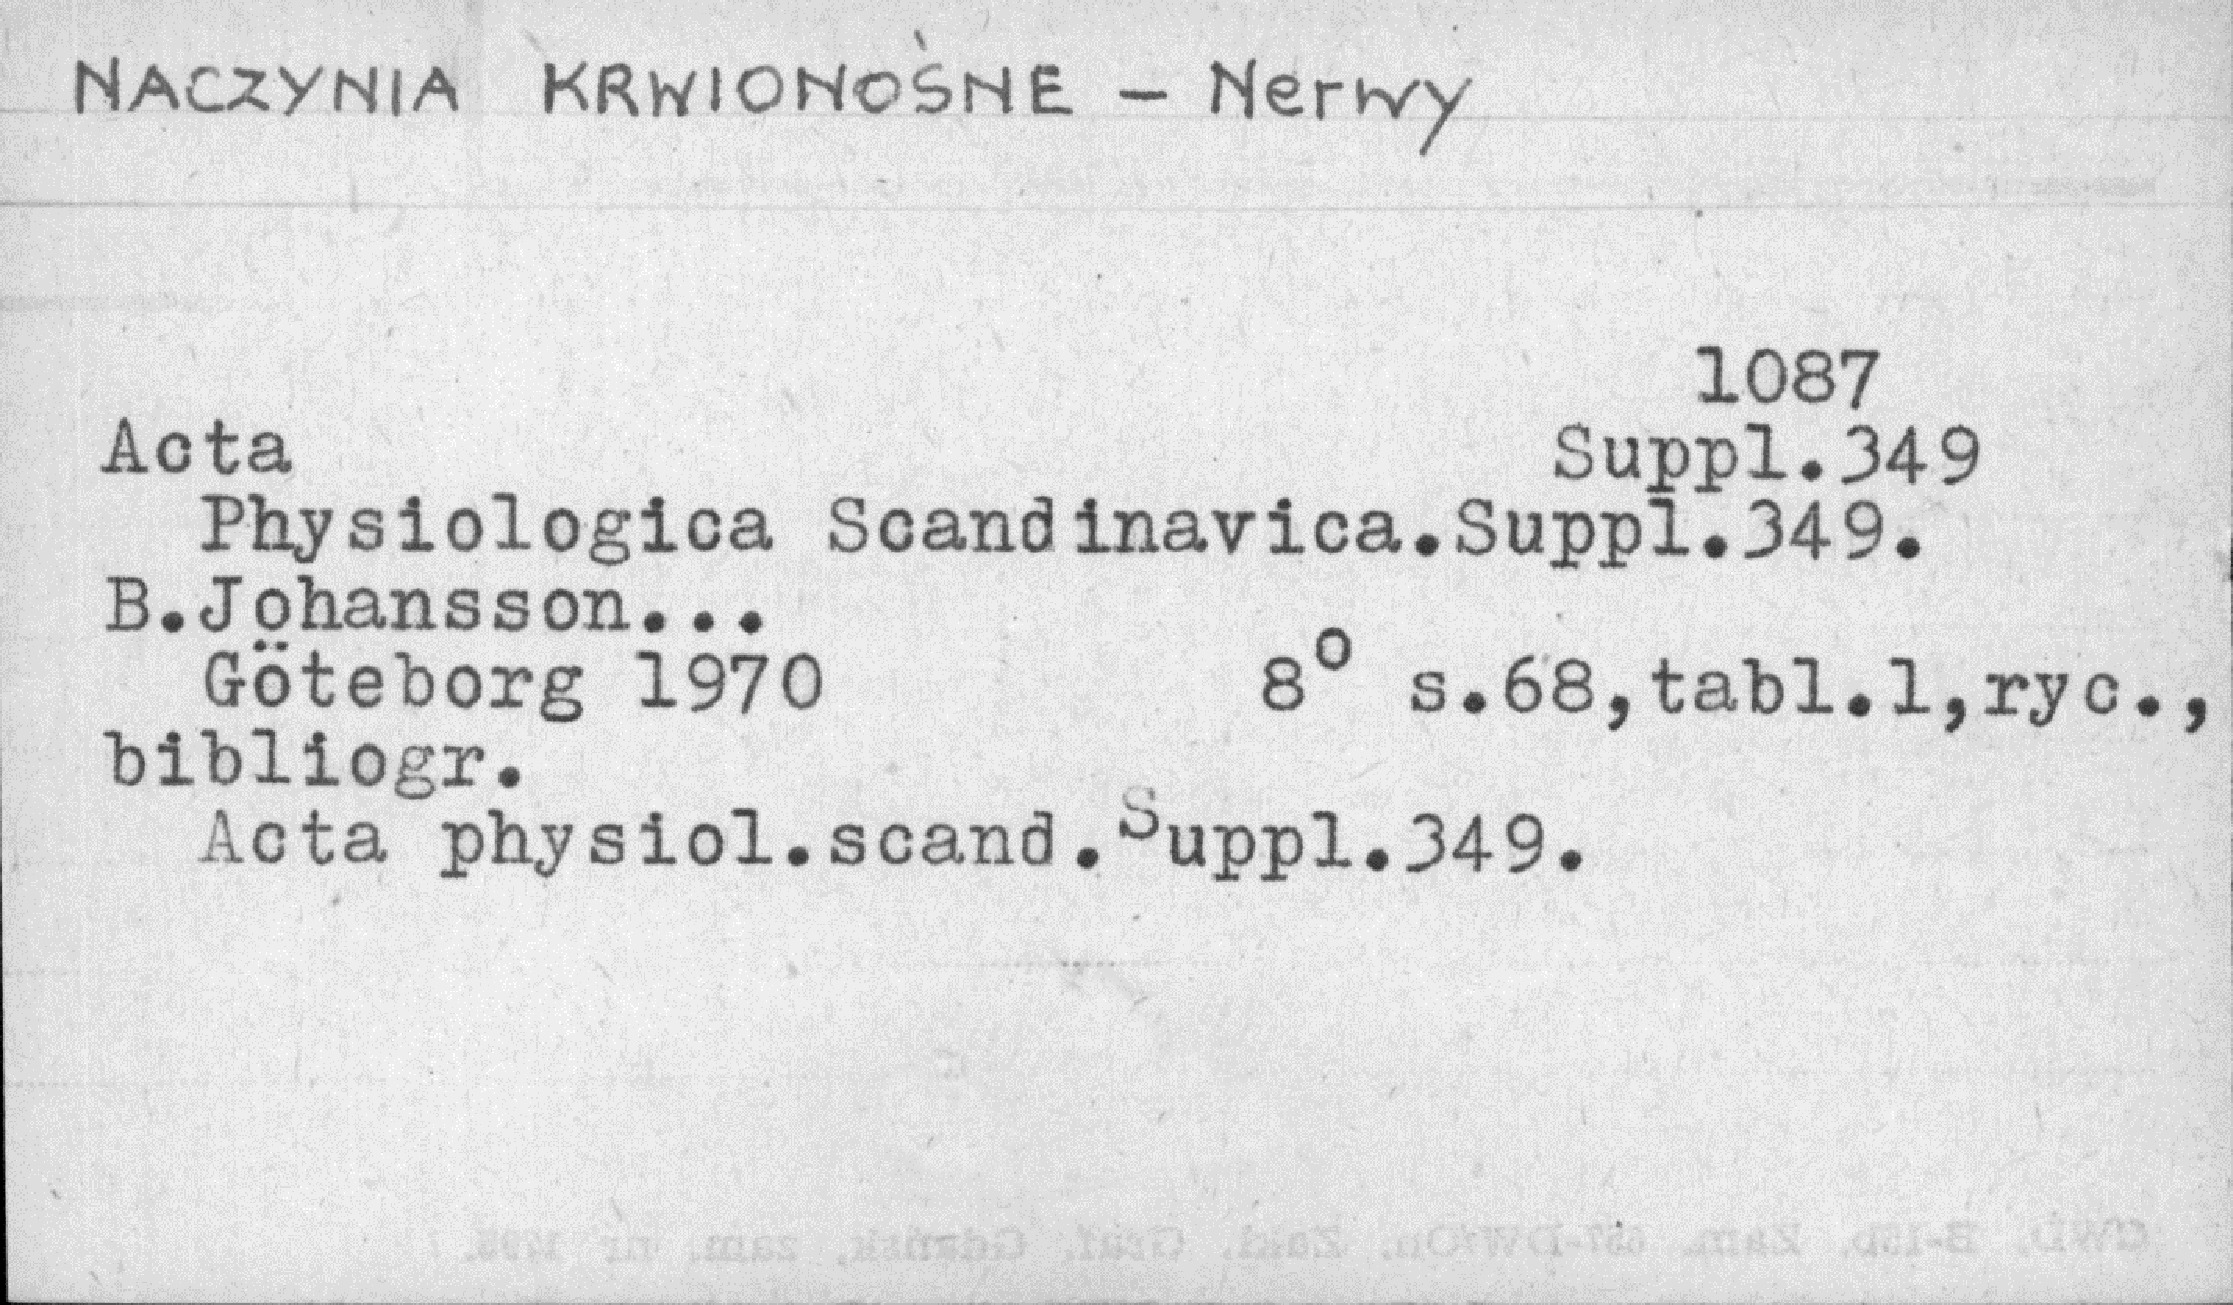 NACZYNIA KRWIONOŚNE – Nerwy
1087
Acta Suppl.349
Physiologica Scandinavica.Suppl.349.
B.Johansson...
Göteborg 1970 8° s.68,tabl.1,ryc.,
bibliogr.
Acta physiol.scand.Suppl.349.